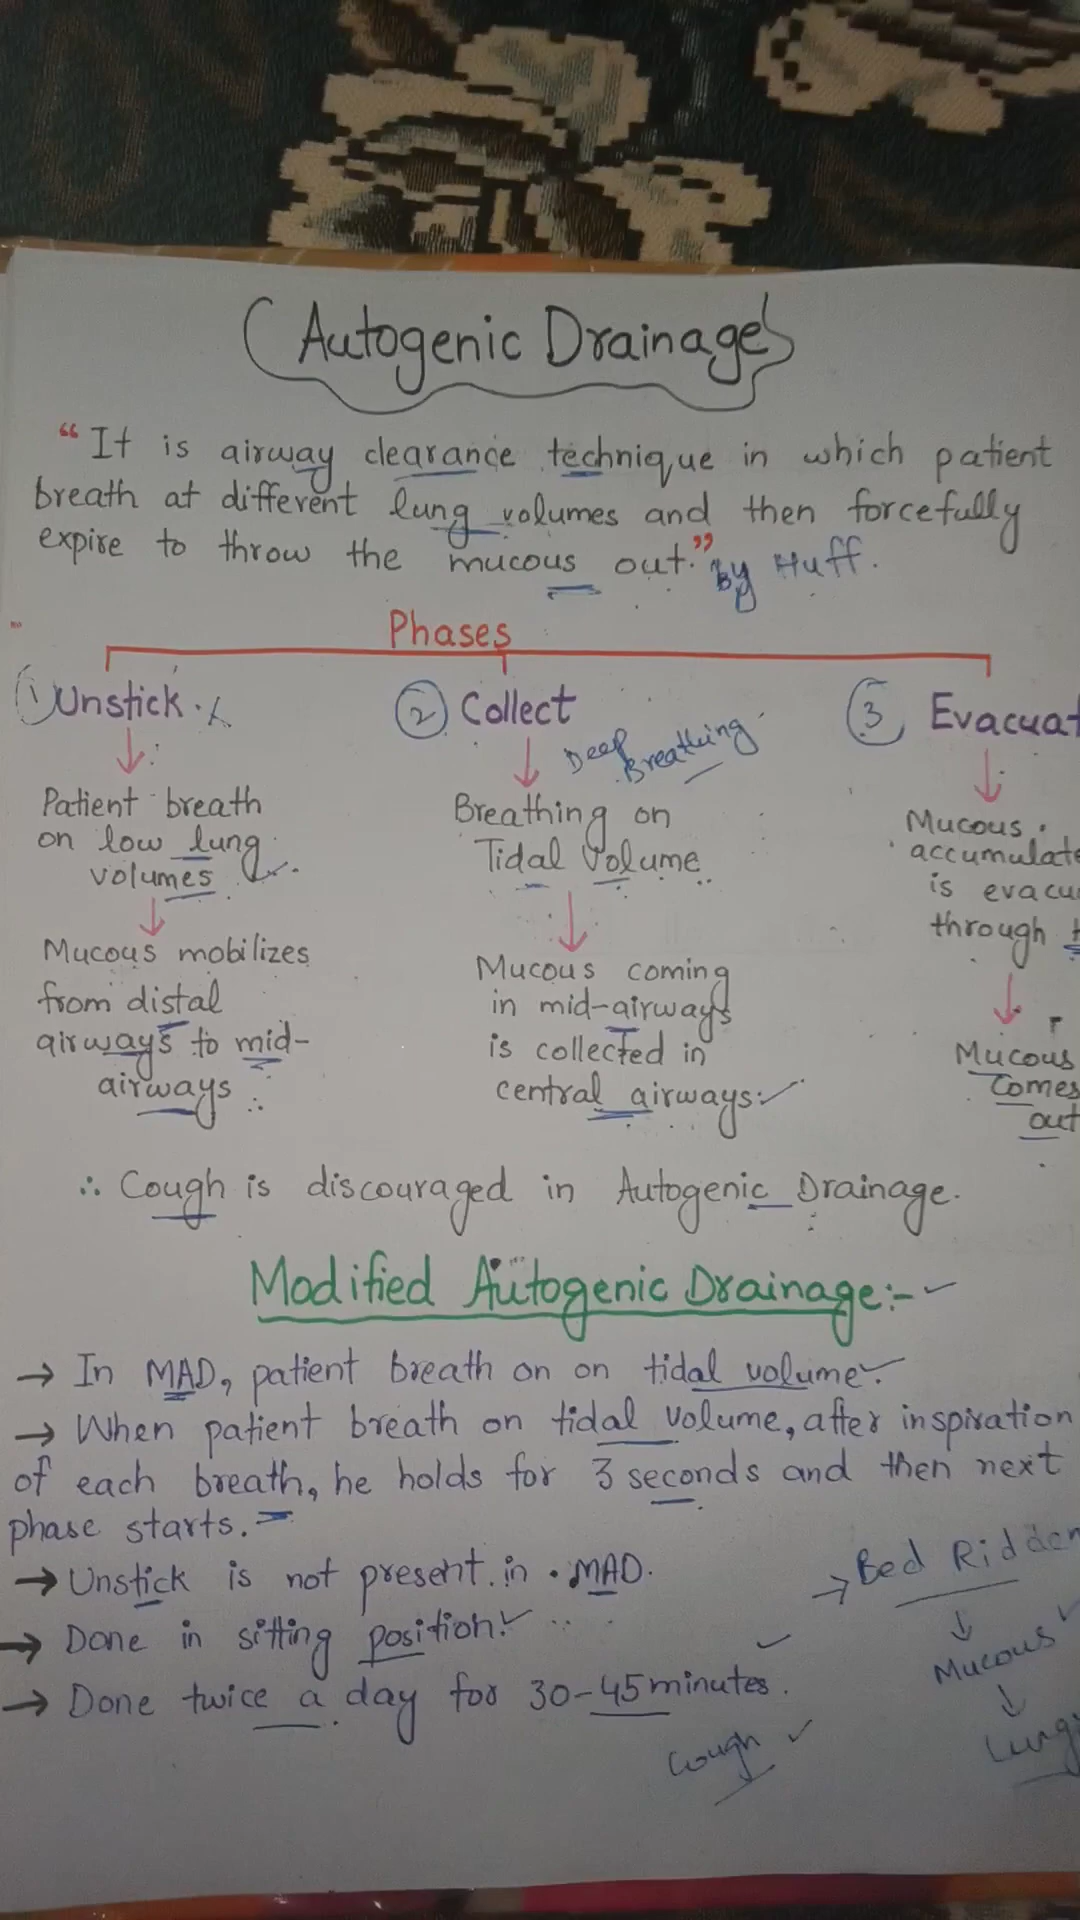 Autogenic Drainage
"It is airway clearance technique in which patient
breath at different lung volumes and then forcefully
expire to throw the mucous out." By Huff.
Phases
1 Unstick.
Patient breath
on low lung
volumes
Mucous mobilizes
from distal
airways to mid-
airways
2 Collect
Deep
Breathing
Breathing on
Tidal Volume
Mucous coming
in mid-airways
is collected in
central airways
3 Evacuat
Mucous
accumulate
is evacu
through
Mucous
comes
out
∴ Cough is discouraged in Autogenic Drainage.
Modified Autogenic Drainage:-
→ In MAD, patient breath on on tidal volume.
→ When patient breath on tidal volume, after inspiration
of each breath, he holds for 3 seconds and then next
phase starts.
→ Unstick is not present in MAD.
→ Done in sitting position.
→ Done twice a day for 30-45 minutes.
→ Bed Ridden
↓
Mucous
↓
Lung
Cough